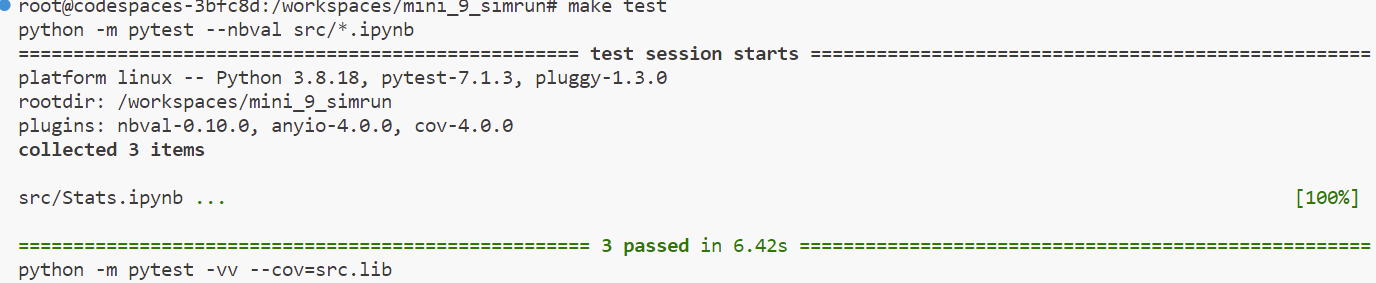 root@codespaces-3bfc8d:/workspaces/mini_9_simrun# make test
python -m pytest --nbval src/*.ipynb
==================================================== test session starts ====================================================
platform linux -- Python 3.8.18, pytest-7.1.3, pluggy-1.3.0
rootdir: /workspaces/mini_9_simrun
plugins: nbval-0.10.0, anyio-4.0.0, cov-4.0.0
collected 3 items
src/Stats.ipynb ... [100%]
===================================================== 3 passed in 6.42s =====================================================
python -m pytest -vv --cov=src.lib